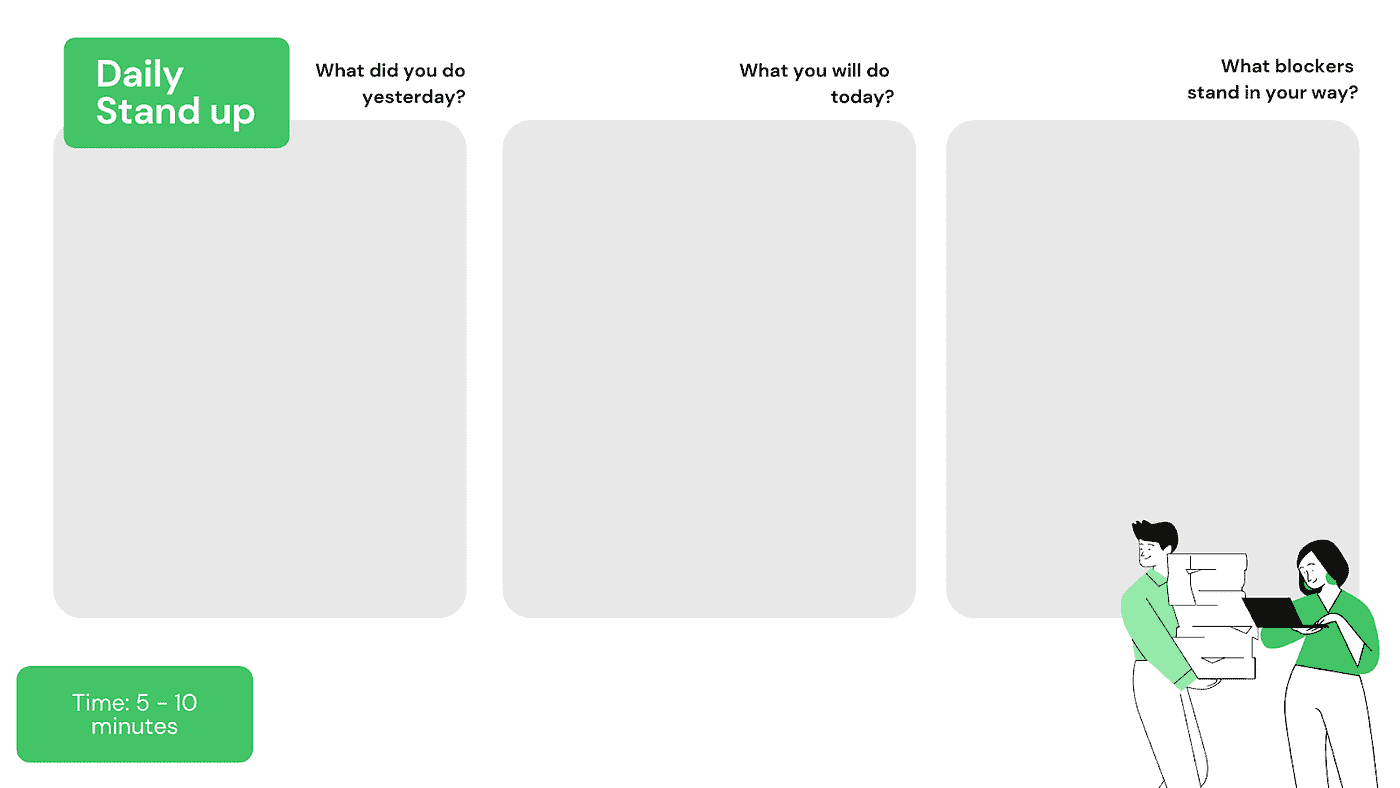 Daily
Stand up
What did you do
yesterday?
What you will do
today?
What blockers
stand in your way?
Time: 5 - 10
minutes